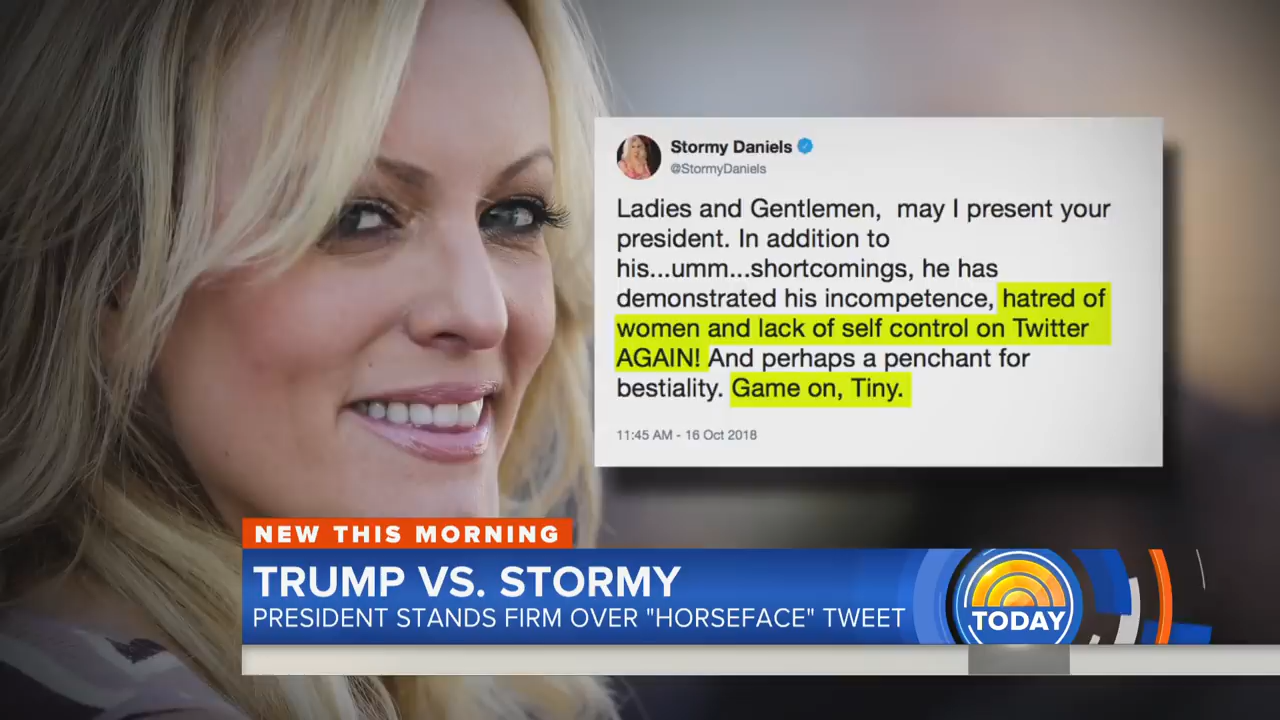 Stormy Daniels
@StormyDaniels
Ladies and Gentlemen, may I present your
president. In addition to
his...umm...shortcomings, he has
demonstrated his incompetence, hatred of
women and lack of self control on Twitter
AGAIN! And perhaps a penchant for
bestiality. Game on, Tiny.
11:45 AM - 16 Oct 2018
NEW THIS MORNING
TRUMP VS. STORMY
PRESIDENT STANDS FIRM OVER "HORSEFACE" TWEET
TODAY